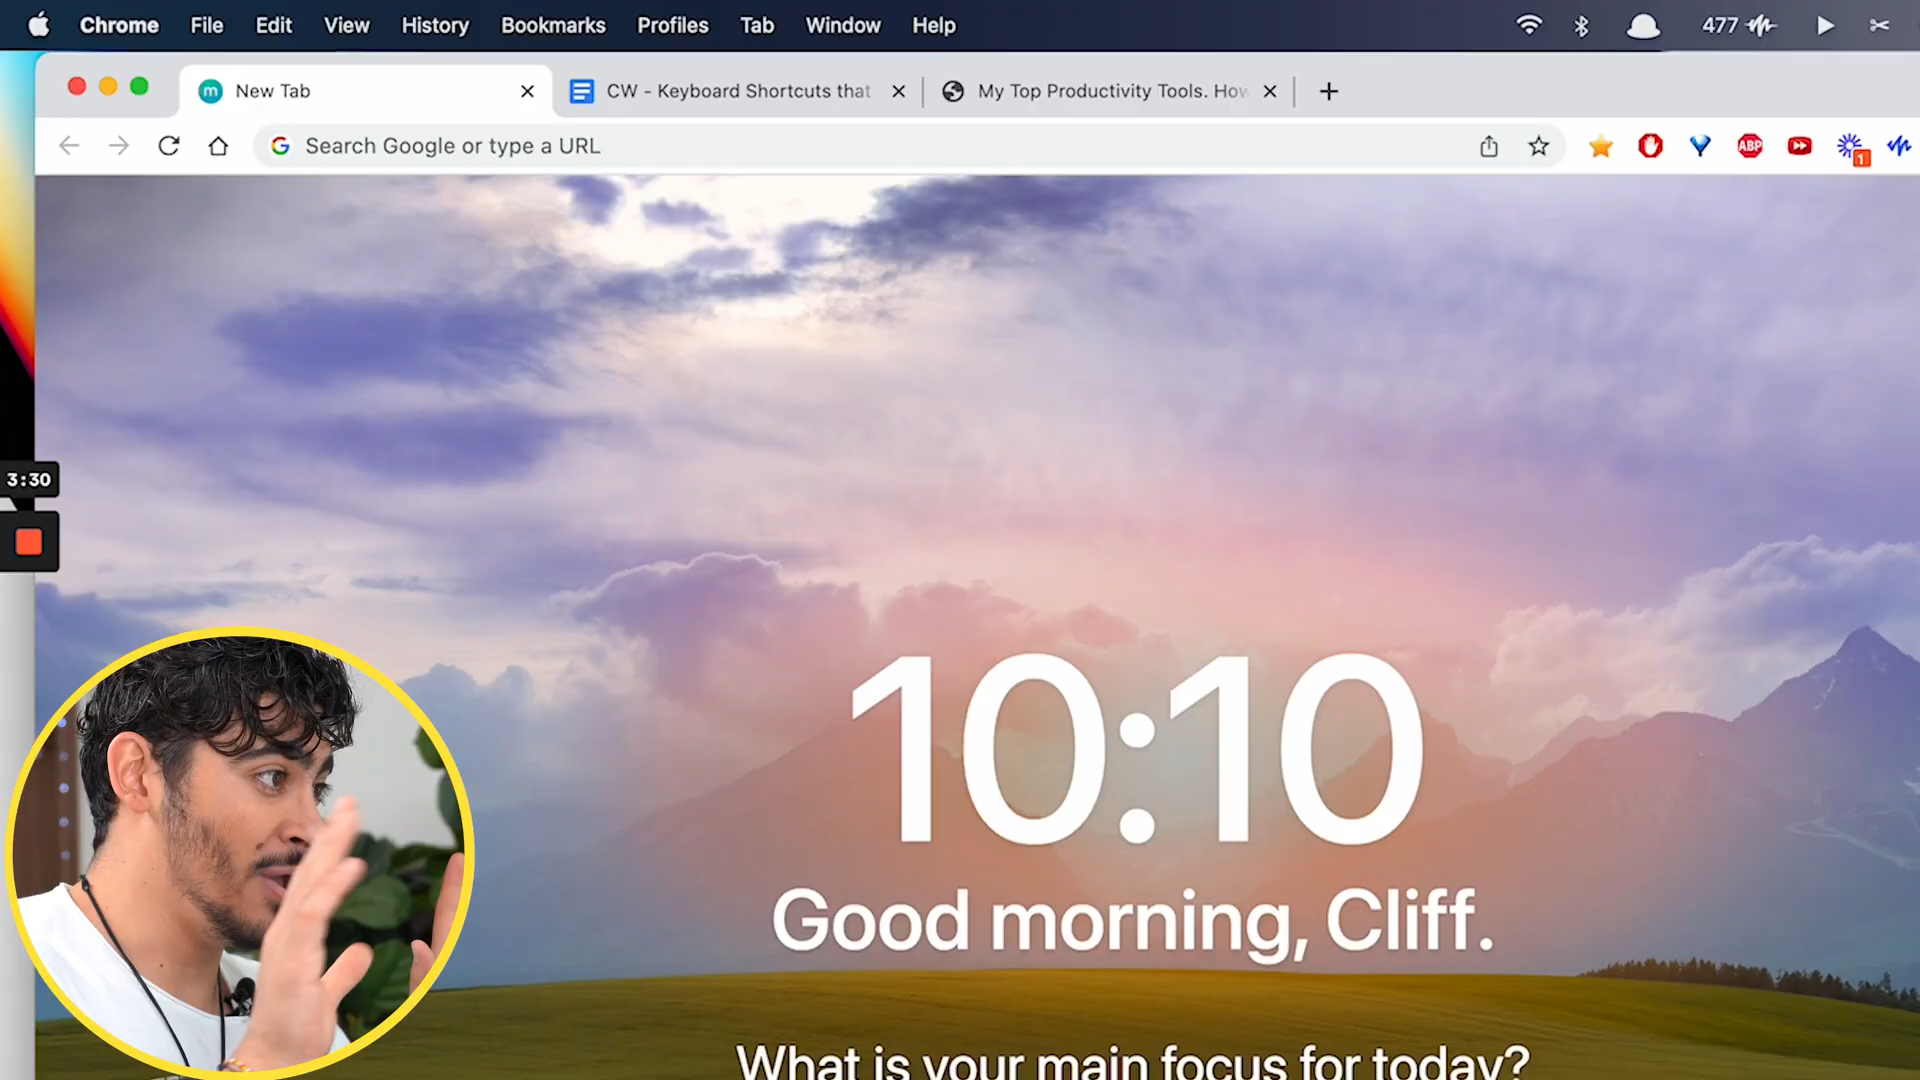 Chrome File Edit View History Bookmarks Profiles Tab Window Help 477
m New Tab CW - Keyboard Shortcuts that My Top Productivity Tools. How
Search Google or type a URL ABP 1
3:30
10:10
Good morning, Cliff.
What is your main focus for today?